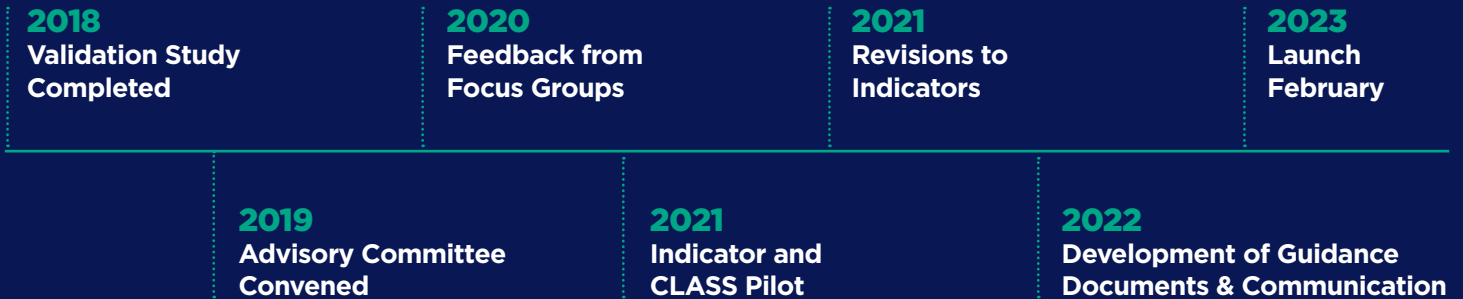 2018
Validation Study
Completed
2020
Feedback from
Focus Groups
2021
Revisions to
Indicators
2023
Launch
February
2019
Advisory Committee
Convened
2021
Indicator and
CLASS Pilot
2022
Development of Guidance
Documents & Communication